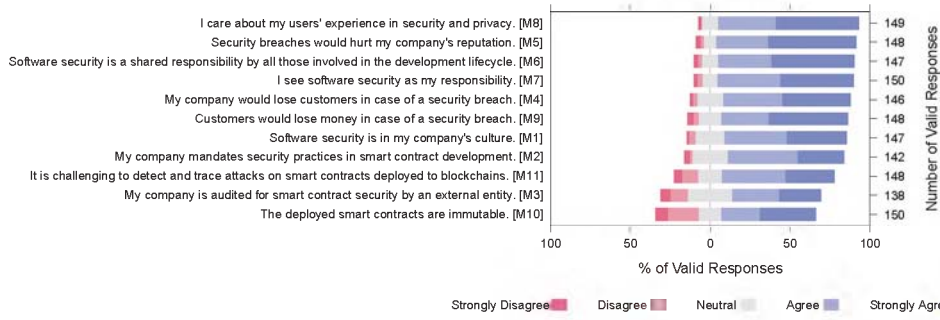 I care about my users' experience in security and privacy. [M8]
149
Security breaches would hurt my company's reputation. [M5]
148
Software security is a shared responsibility by all those involved in the development lifecycle. [M6]
147
I see software security as my responsibility. [M7]
150
My company would lose customers in case of a security breach. [M4]
146
Customers would lose money in case of a security breach. [M9]
148
Software security is in my company's culture. [M1]
147
My company mandates security practices in smart contract development. [M2]
142
It is challenging to detect and trace attacks on smart contracts deployed to blockchains. [M11]
148
My company is audited for smart contract security by an external entity. [M3]
138
The deployed smart contracts are immutable. [M10]
150
Number of Valid Responses
100 50 0 50 100
% of Valid Responses
Strongly Disagree Disagree Neutral Agree Strongly Agre